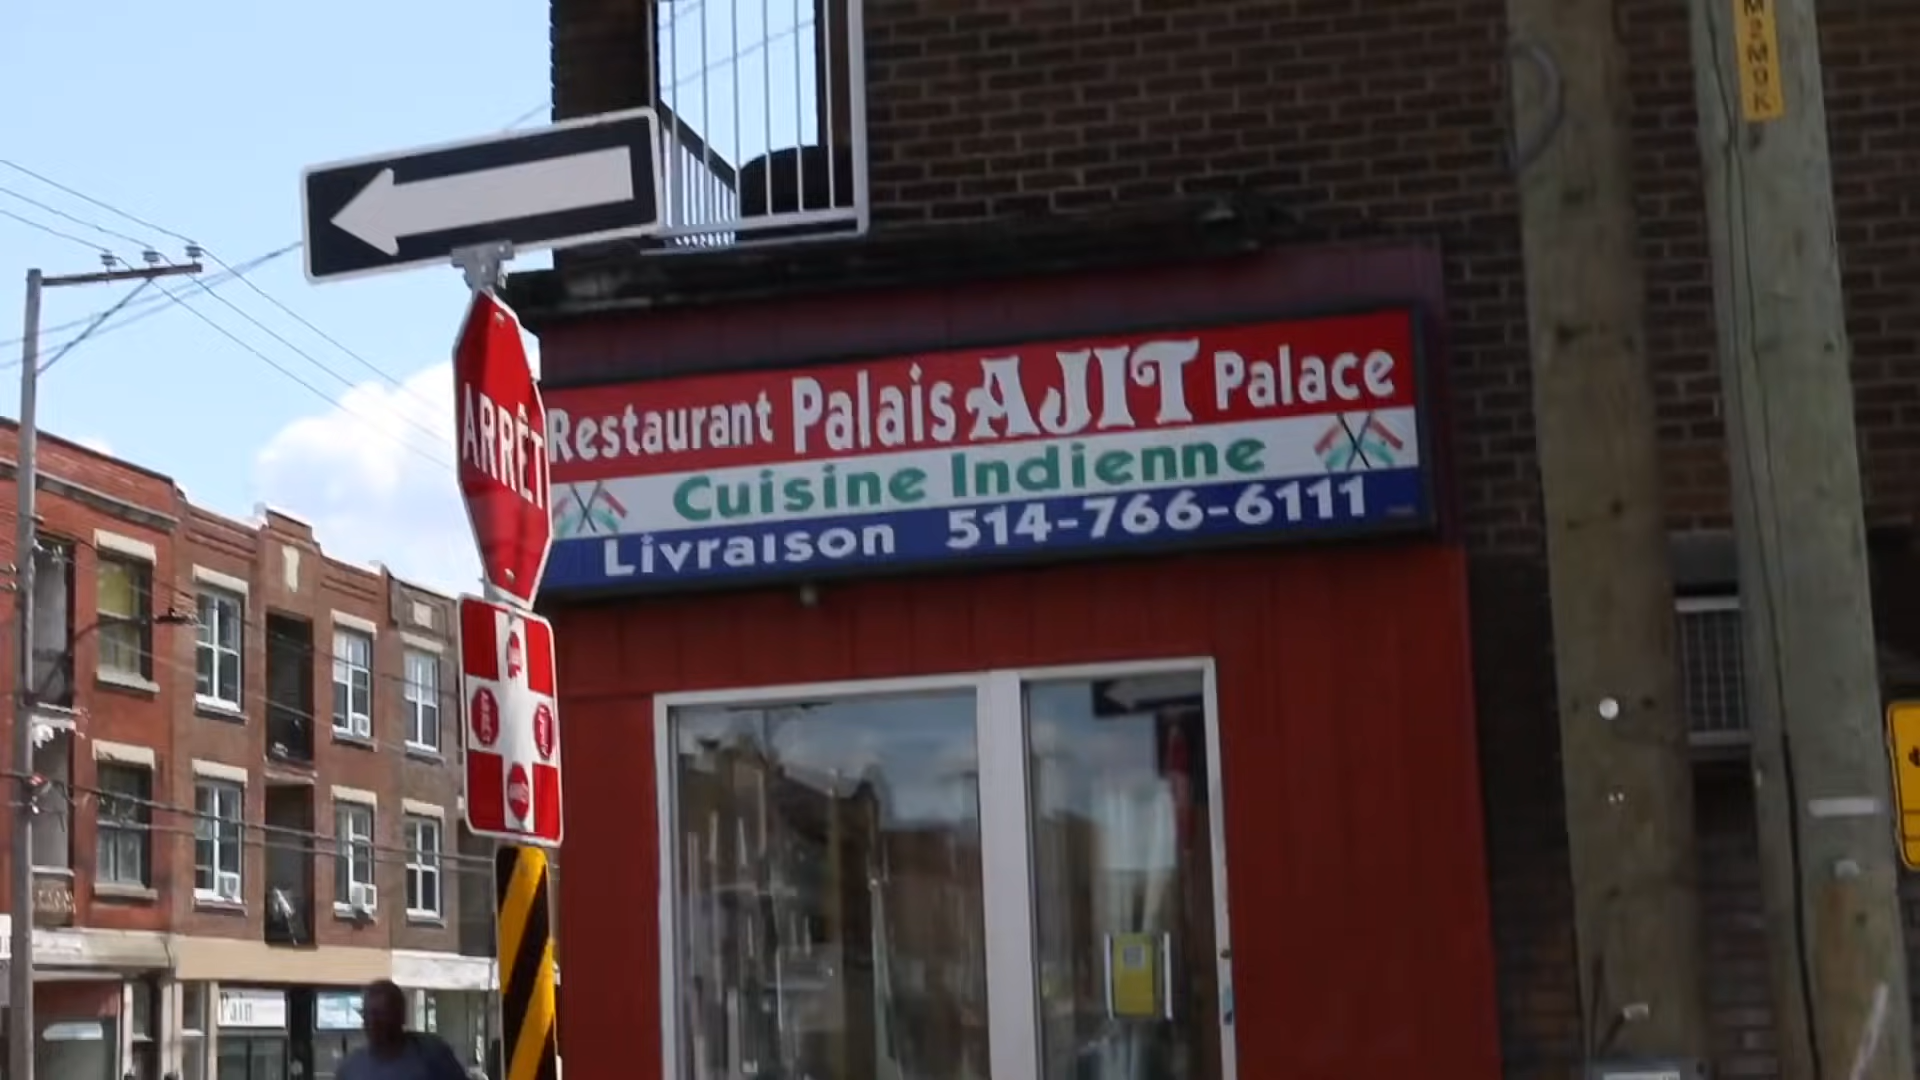 ARRÊT
Restaurant Palais AJIT Palace
Cuisine Indienne
Livraison 514-766-6111
Pain